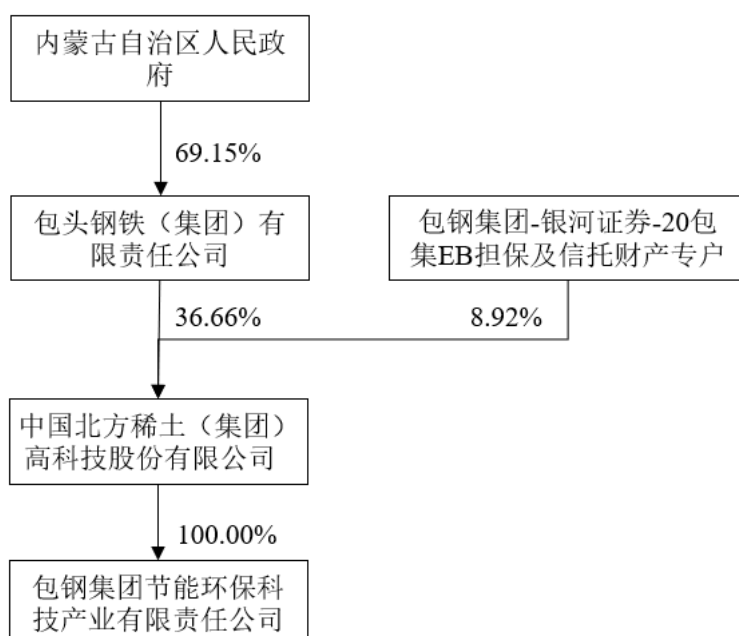 内蒙古自治区人民政
府
69.15%
包头钢铁（集团）有
限责任公司
包钢集团-银河证券-20包
集EB担保及信托财产专户
36.66%
8.92%
中国北方稀土（集团）
高科技股份有限公司
100.00%
包钢集团节能环保科
技产业有限责任公司